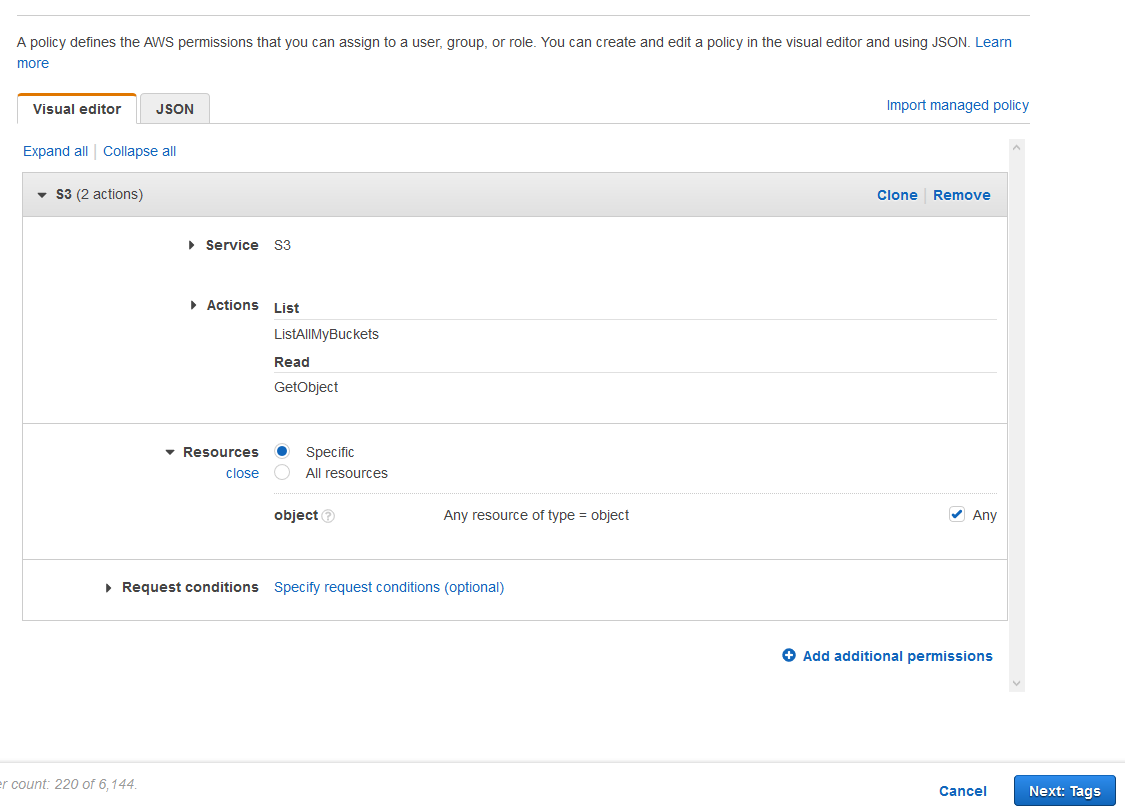 A policy defines the AWS permissions that you can assign to a user, group, or role. You can create and edit a policy in the visual editor and using JSON. Learn
more
Visual editor JSON Import managed policy
Expand all Collapse all
S3 (2 actions) Clone Remove
Service S3
Actions List
ListAllMyBuckets
Read
GetObject
Resources Specific
close All resources
object ? Any resource of type = object Any
Request conditions Specify request conditions (optional)
Add additional permissions
count: 220 of 6,144.
Cancel Next: Tags